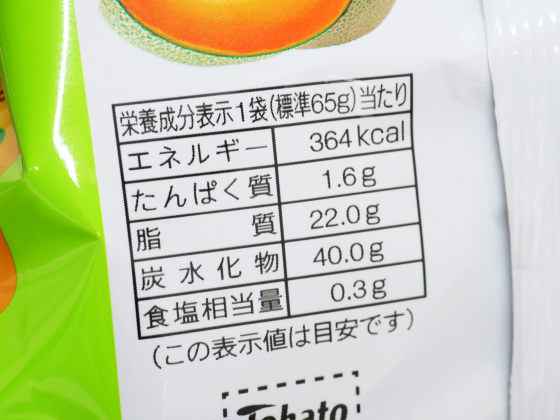 栄養成分表示1袋(標準65g)当たり
エネルギー 364kcal
たんぱく質 1.6g
脂質 22.0g
炭水化物 40.0g
食塩相当量 0.3g
(この表示値は目安です)
Tohato